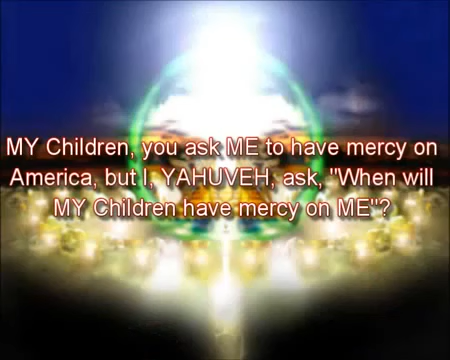 MY Children, you ask ME to have mercy on
America, but I, YAHUVEH, ask, "When will
MY Children have mercy on ME"?